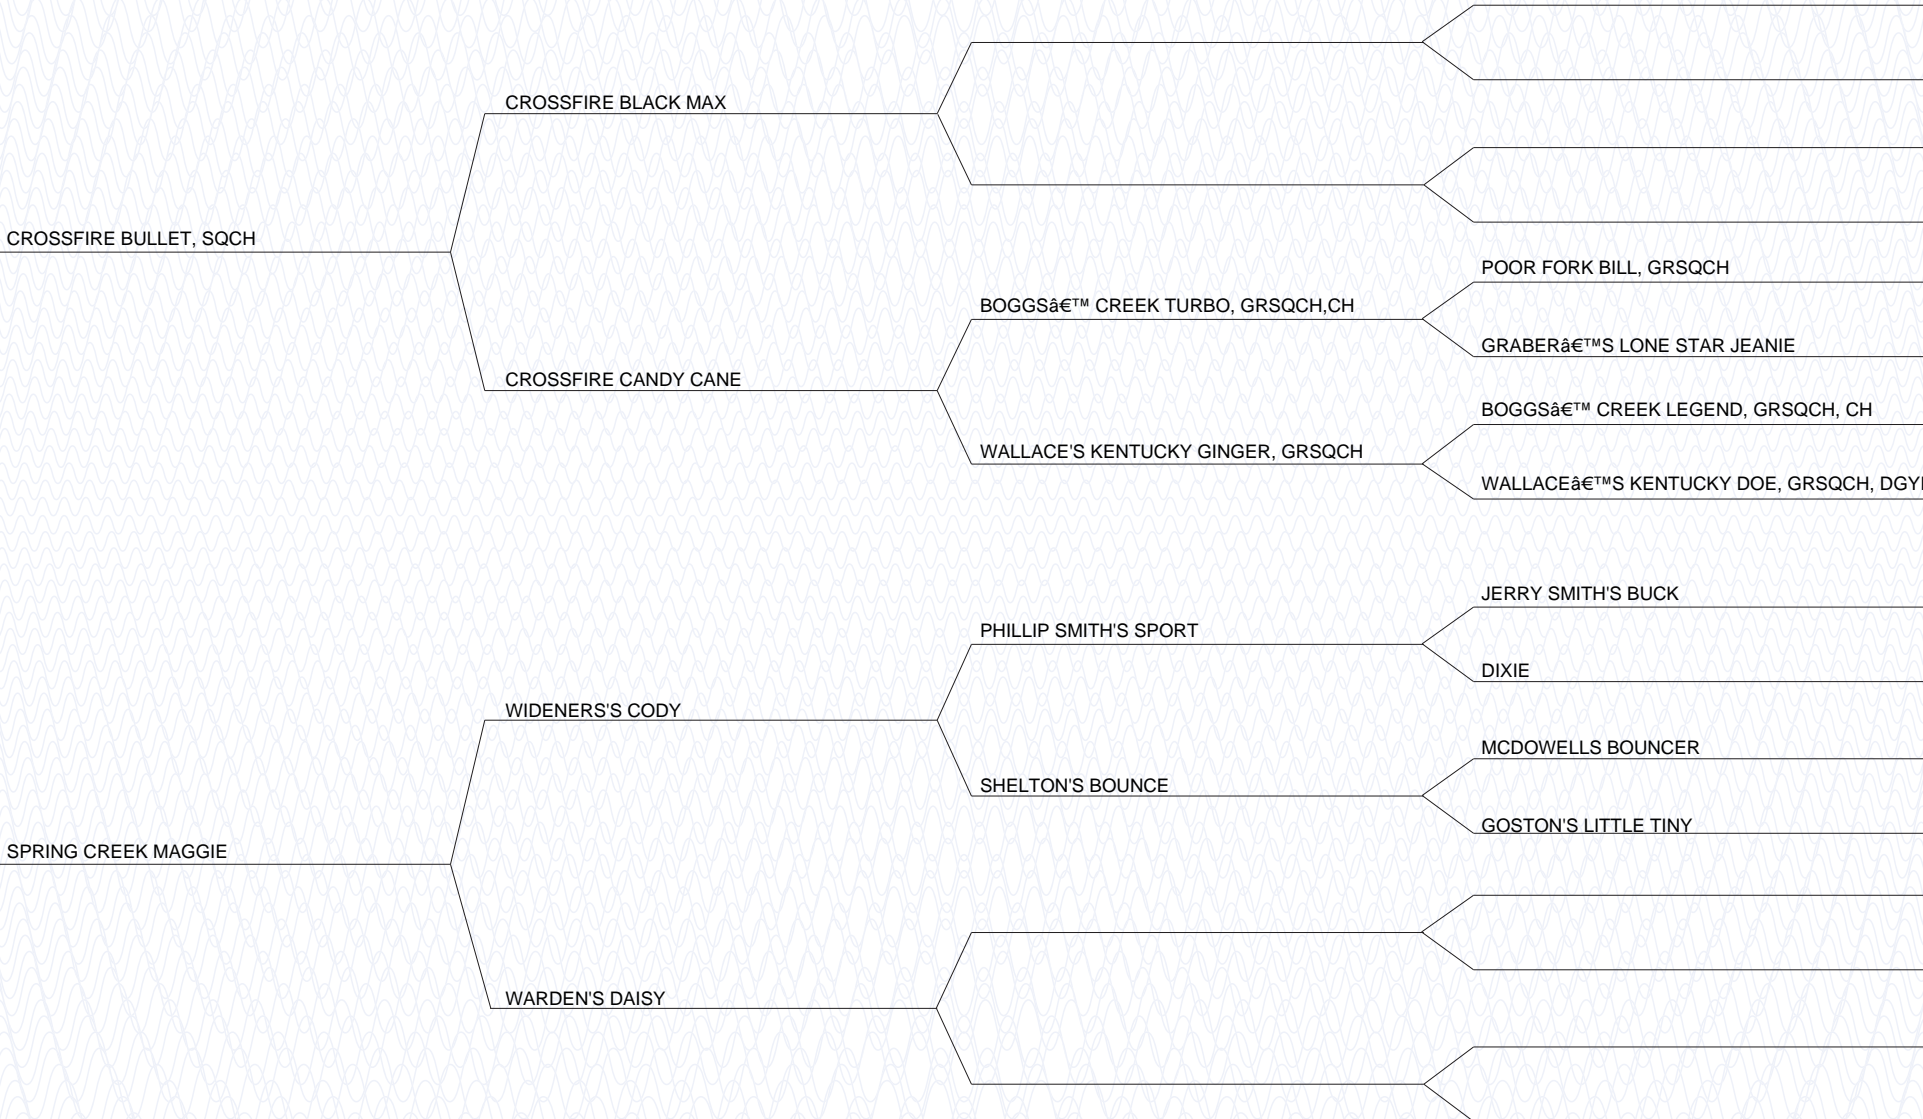 CROSSFIRE BLACK MAX
CROSSFIRE BULLET, SQCH
POOR FORK BILL, GRSQCH
BOGGSâ€™ CREEK TURBO, GRSQCH,CH
GRABERâ€™S LONE STAR JEANIE
CROSSFIRE CANDY CANE
BOGGSâ€™ CREEK LEGEND, GRSQCH, CH
WALLACE'S KENTUCKY GINGER, GRSQCH
WALLACEâ€™S KENTUCKY DOE, GRSQCH,
JERRY SMITH'S BUCK
PHILLIP SMITH'S SPORT
DIXIE
WIDENERS'S CODY
MCDOWELLS BOUNCER
SHELTON'S BOUNCE
GOSTON'S LITTLE TINY
SPRING CREEK MAGGIE
WARDEN'S DAISY